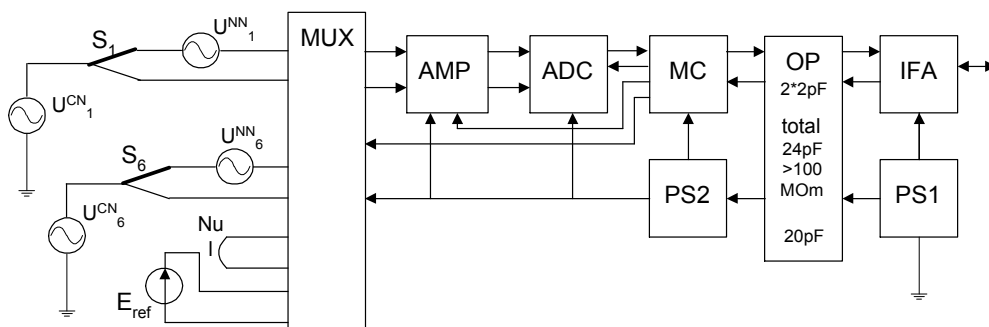 S1
UNN1
UCN1
S6
UNN6
UCN6
Nu
l
Eref
MUX
AMP
ADC
MC
OP
2*2pF
total
24pF
>100
MOm
20pF
IFA
PS2
PS1